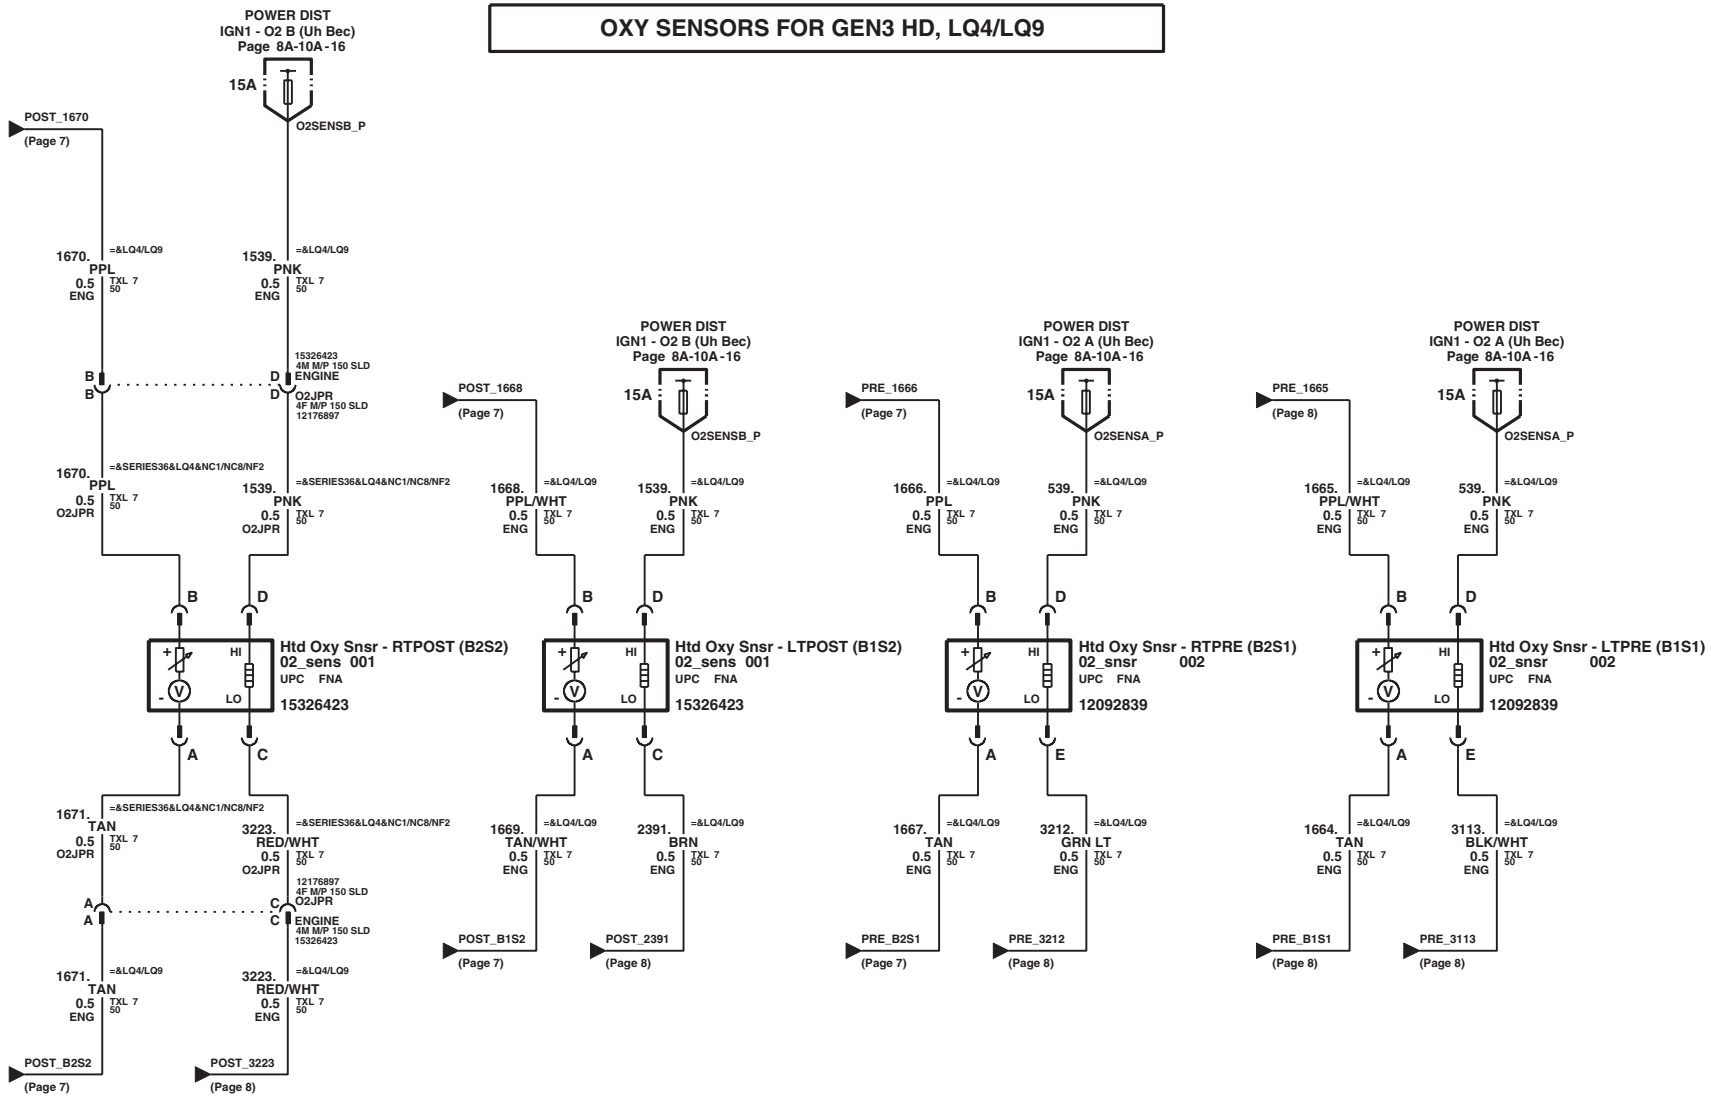 OXY SENSORS FOR GEN3 HD, LQ4/LQ9
POWER DIST
IGN1 - O2 B (Uh Bec)
Page 8A-10A-16
15A
O2SENSB_P
POST_1670
(Page 7)
1670.
=&LQ4/LQ9
PPL
0.5
TXL 7
50
ENG
1539.
=&LQ4/LQ9
PNK
0.5
TXL 7
50
ENG
B
B
D
D
15326423
4M M/P 150 SLD
ENGINE
O2JPR
4F M/P 150 SLD
12176897
1670.
=&SERIES36&LQ4&NC1/NC8/NF2
PPL
0.5
TXL 7
50
O2JPR
1539.
=&SERIES36&LQ4&NC1/NC8/NF2
PNK
0.5
TXL 7
50
O2JPR
B
D
+
-
V
HI
LO
Htd Oxy Snsr - RTPOST (B2S2)
02_sens 001
UPC FNA
15326423
A
C
1671.
=&SERIES36&LQ4&NC1/NC8/NF2
TAN
0.5
TXL 7
50
O2JPR
3223.
=&SERIES36&LQ4&NC1/NC8/NF2
RED/WHT
0.5
TXL 7
50
O2JPR
12176897
4F M/P 150 SLD
O2JPR
A
A
C
C
ENGINE
4M M/P 150 SLD
15326423
1671.
=&LQ4/LQ9
TAN
0.5
TXL 7
50
ENG
3223.
=&LQ4/LQ9
RED/WHT
0.5
TXL 7
50
ENG
POST_B2S2
(Page 7)
POST_3223
(Page 8)
POWER DIST
IGN1 - O2 B (Uh Bec)
Page 8A-10A-16
15A
O2SENSB_P
POST_1668
(Page 7)
1668.
=&LQ4/LQ9
PPL/WHT
0.5
TXL 7
50
ENG
1539.
=&LQ4/LQ9
PNK
0.5
TXL 7
50
ENG
B
D
+
-
V
HI
LO
Htd Oxy Snsr - LTPOST (B1S2)
02_sens 001
UPC FNA
15326423
A
C
1669.
=&LQ4/LQ9
TAN/WHT
0.5
TXL 7
50
ENG
2391.
=&LQ4/LQ9
BRN
0.5
TXL 7
50
ENG
POST_B1S2
(Page 7)
POST_2391
(Page 8)
POWER DIST
IGN1 - O2 A (Uh Bec)
Page 8A-10A-16
15A
O2SENSA_P
PRE_1666
(Page 7)
1666.
=&LQ4/LQ9
PPL
0.5
TXL 7
50
ENG
539.
=&LQ4/LQ9
PNK
0.5
TXL 7
50
ENG
B
D
+
-
V
HI
LO
Htd Oxy Snsr - RTPRE (B2S1)
02_snsr 002
UPC FNA
12092839
A
E
1667.
=&LQ4/LQ9
TAN
0.5
TXL 7
50
ENG
3212.
=&LQ4/LQ9
GRN LT
0.5
TXL 7
50
ENG
PRE_B2S1
(Page 7)
PRE_3212
(Page 8)
POWER DIST
IGN1 - O2 A (Uh Bec)
Page 8A-10A-16
15A
O2SENSA_P
PRE_1665
(Page 8)
1665.
=&LQ4/LQ9
PPL/WHT
0.5
TXL 7
50
ENG
539.
=&LQ4/LQ9
PNK
0.5
TXL 7
50
ENG
B
D
+
-
V
HI
LO
Htd Oxy Snsr - LTPRE (B1S1)
02_snsr 002
UPC FNA
12092839
A
E
1664.
=&LQ4/LQ9
TAN
0.5
TXL 7
50
ENG
3113.
=&LQ4/LQ9
BLK/WHT
0.5
TXL 7
50
ENG
PRE_B1S1
(Page 8)
PRE_3113
(Page 8)